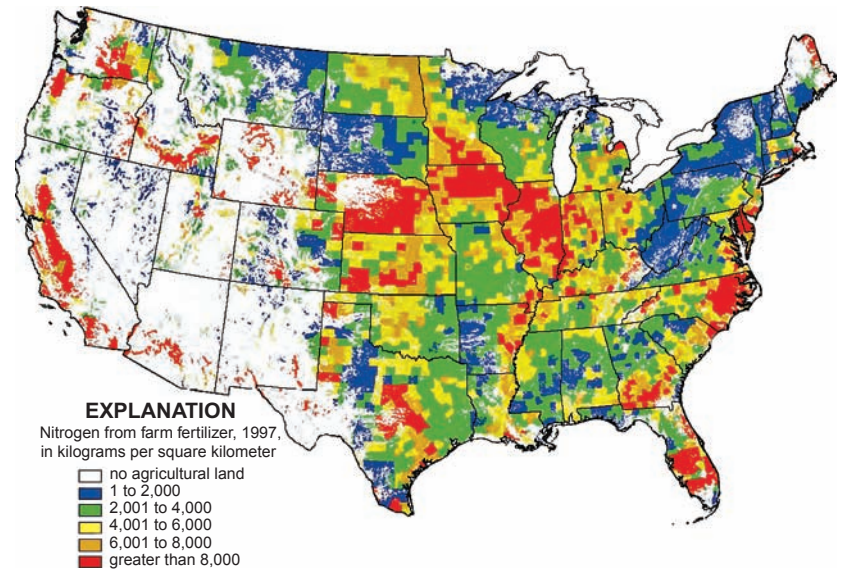 EXPLANATION
Nitrogen from farm fertilizer, 1997,
in kilograms per square kilometer
no agricultural land
1 to 2,000
2,001 to 4,000
4,001 to 6,000
6,001 to 8,000
greater than 8,000